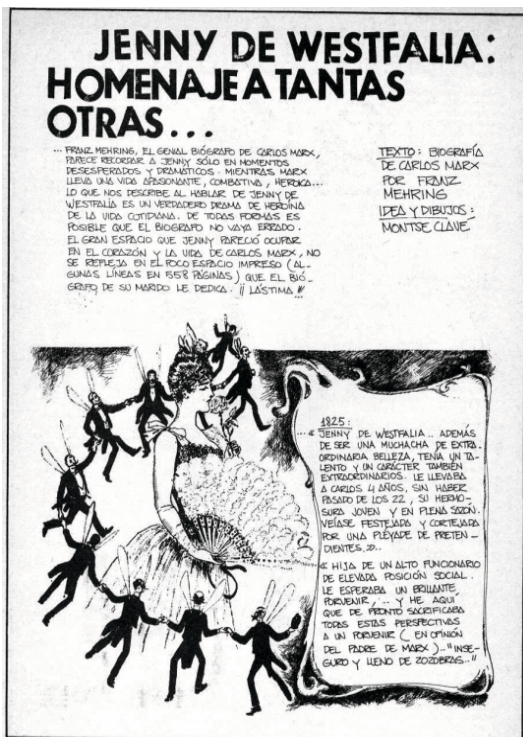 JENNY DE WESTFALIA:
HOMENAJE A TANTAS
OTRAS...
... FRANZ MEHRING, EL GENIAL BIÓGRAFO DE CARLOS MARX,
PARECE RECORDAR A JENNY SÓLO EN MOMENTOS
DESESPERADOS Y DRAMATICOS. MIENTRAS MARX
LLEVA UNA VIDA APASIONANTE, COMBATIVA, HEROICA...
LO QUE NOS DESCRIBE AL HABLAR DE JENNY DE
WESTFALIA ES UN VERDADERO DRAMA DE HEROÍNA
DE LA VIDA COTIDIANA. DE TODAS FORMAS ES
POSIBLE QUE EL BIOGRAFO NO VAYA ERRADO.
EL GRAN ESPACIO QUE JENNY PARECIÓ OCUPAR
EN EL CORAZÓN Y LA VIDA DE CARLOS MARX, NO
SE REFLEJA EN EL POCO ESPACIO IMPRESO (AL-
GUNAS LÍNEAS EN 558 PÁGINAS) QUE EL BIÓ-
GRAFO DE SU MARIDO LE DEDICA. ¡¡ LÁSTIMA !!
TEXTO: BIOGRAFÍA
DE CARLOS MARX
POR FRANZ
MEHRING
IDEA Y DIBUJOS:
MONTSE CLAVÉ
1825:
...« JENNY DE WESTFALIA... ADEMÁS
DE SER UNA MUCHACHA DE EXTRA-
ORDINARIA BELLEZA, TENÍA UN TA-
LENTO Y UN CARÁCTER TAMBIÉN
EXTRAORDINARIOS. LE LLEVABA
A CARLOS 4 AÑOS, SIN HABER
PASADO DE LOS 22, SU HERMO-
SURA JOVEN Y EN PLENA SAZÓN.
VEÍASE FESTEJADA Y CORTEJADA
POR UNA PLÉYADE DE PRETEN-
DIENTES.»...
« HIJA DE UN ALTO FUNCIONARIO
DE ELEVADA POSICIÓN SOCIAL.
LE ESPERABA UN BRILLANTE
PORVENIR,... Y HE AQUÍ
QUE DE PRONTO SACRIFICABA
TODAS ESTAS PERSPECTIVAS
A UN PORVENIR (EN OPINIÓN
DEL PADRE DE MARX)..."INSE-
GURO Y LLENO DE ZOZOBRAS..."